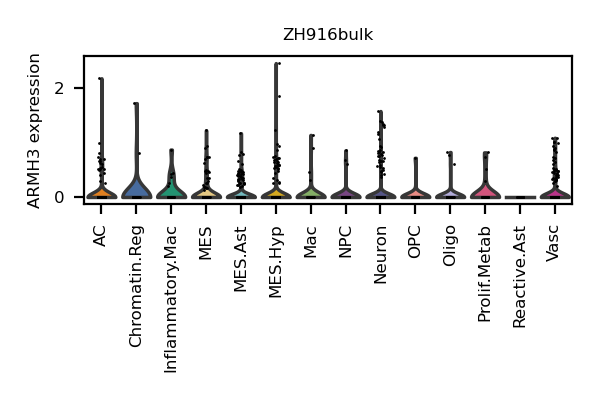 ZH916bulk
ARMH3 expression
2
0
AC
Chromatin.Reg
Inflammatory.Mac
MES
MES.Ast
MES.Hyp
Mac
NPC
Neuron
OPC
Oligo
Prolif.Metab
Reactive.Ast
Vasc